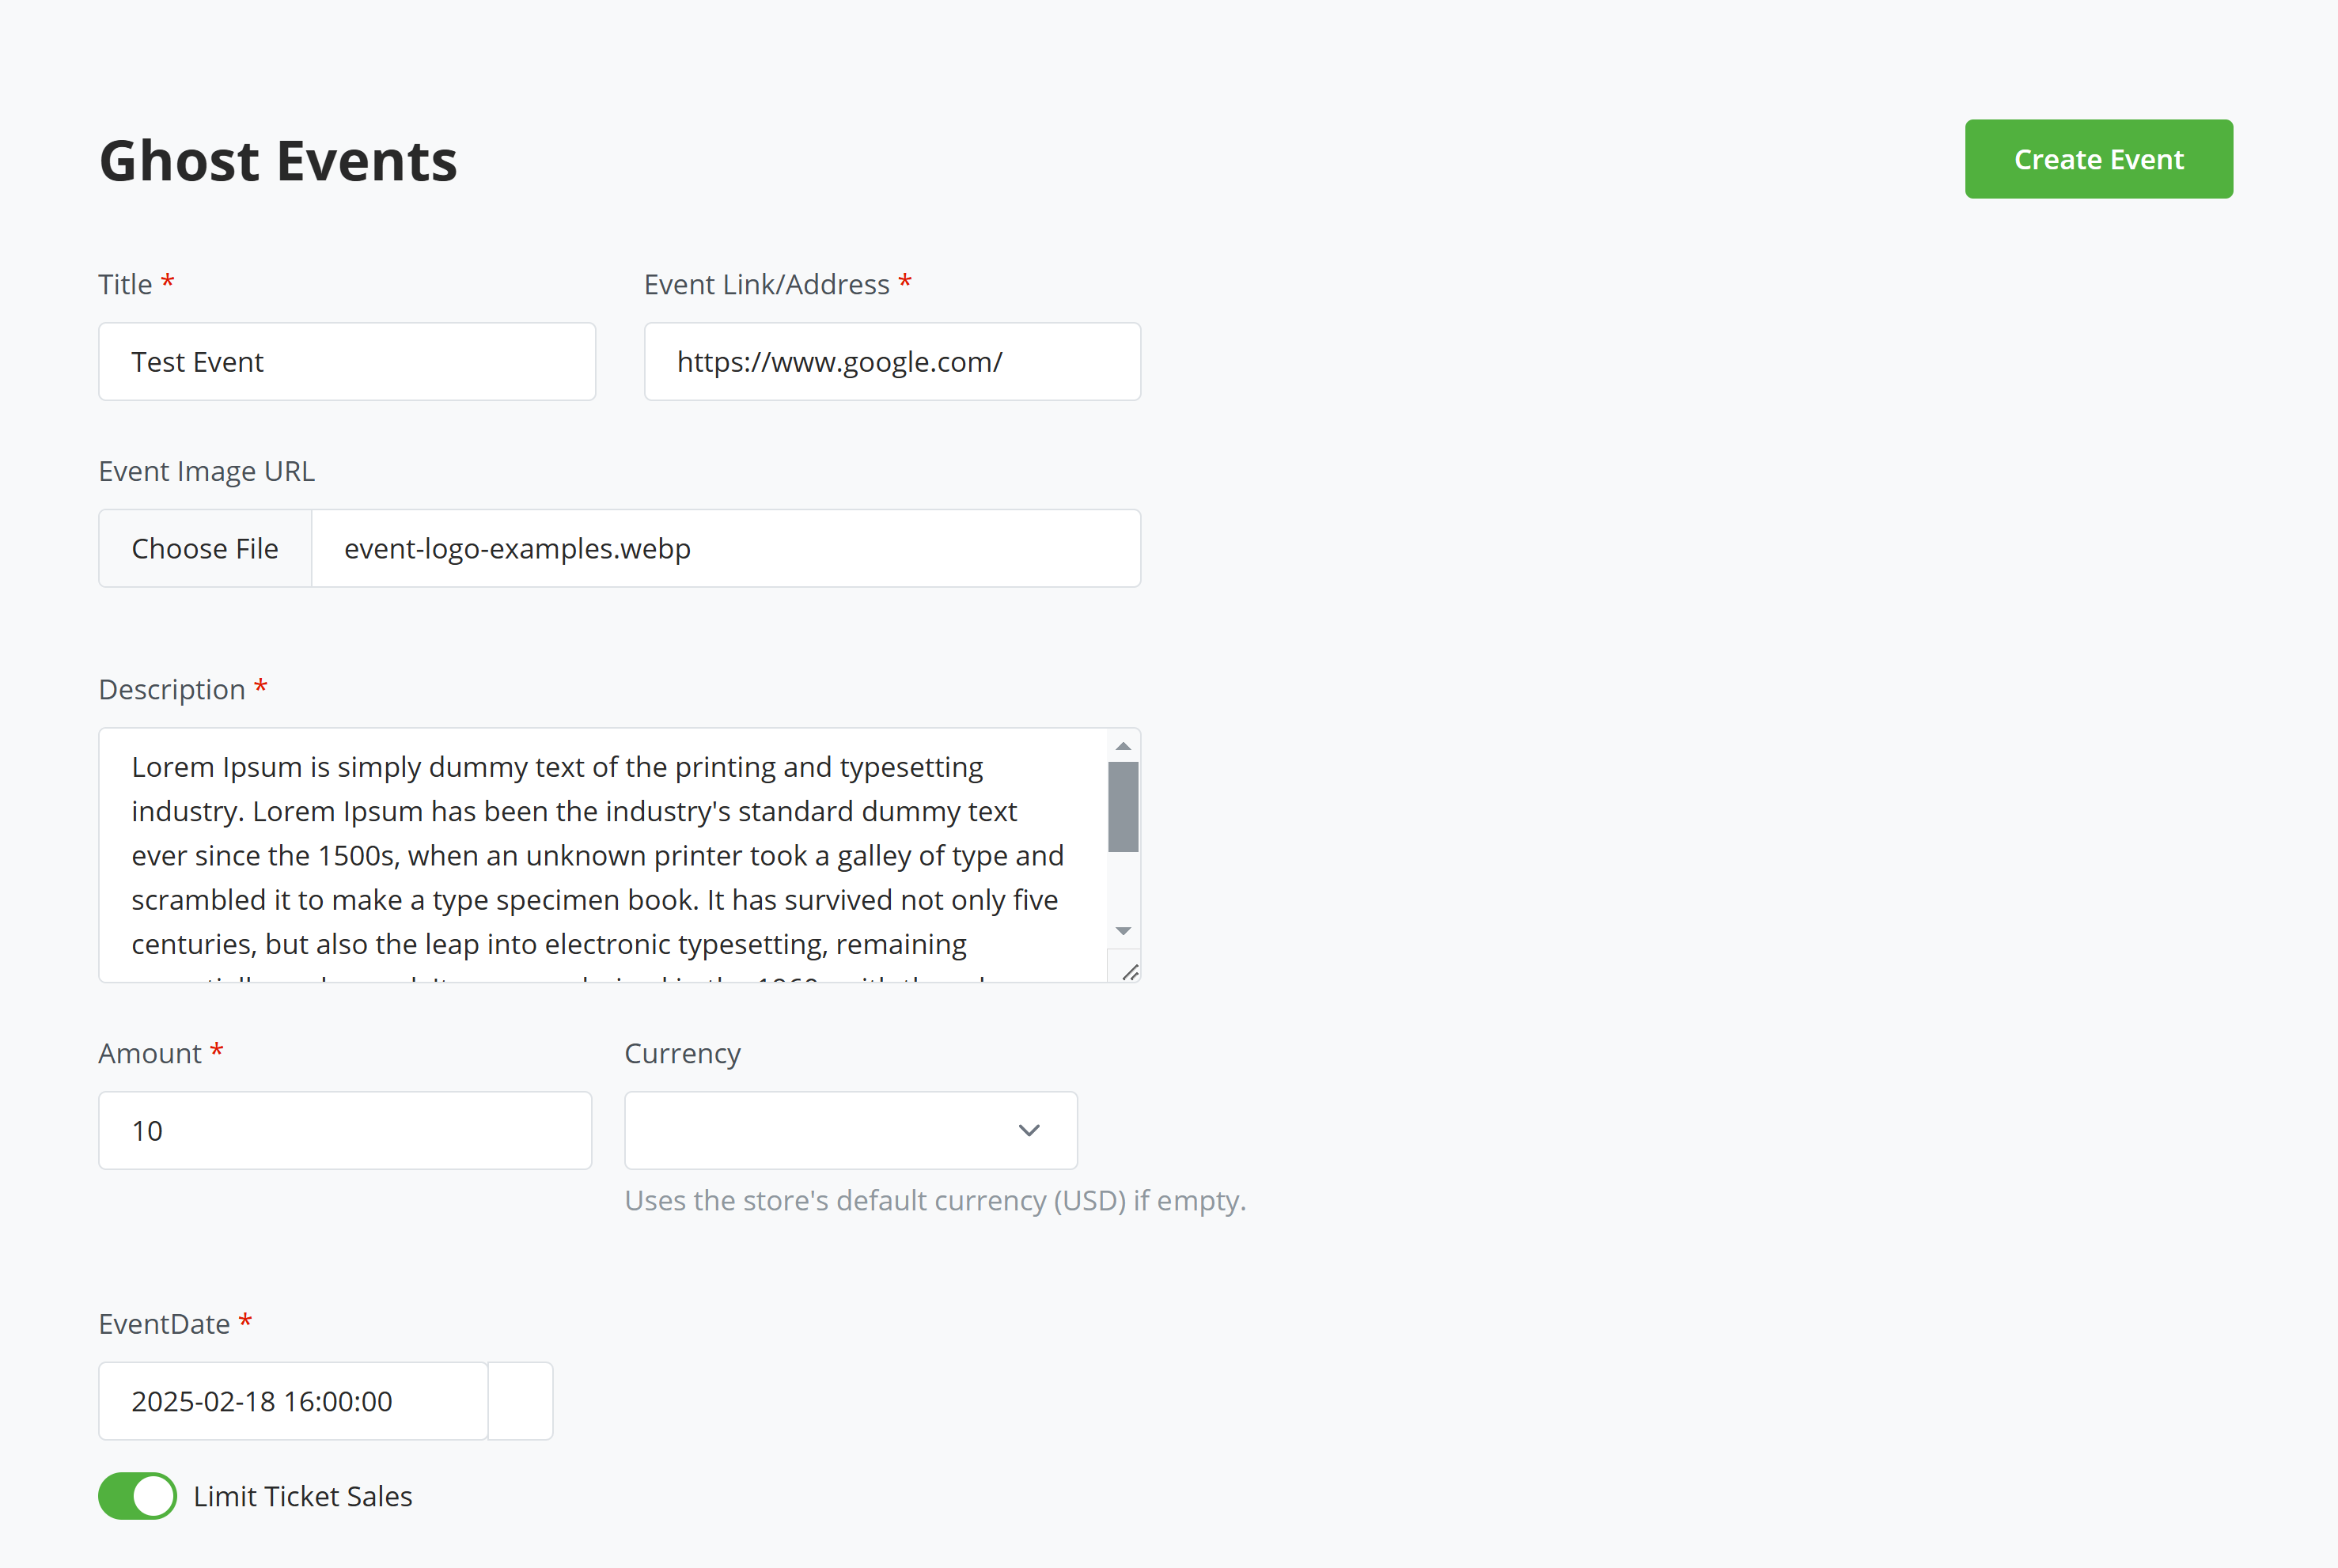 Ghost Events
Create Event
Title *
Event Link/Address *
Test Event
https://www.google.com/
Event Image URL
Choose File
event-logo-examples.webp
Description *
Lorem Ipsum is simply dummy text of the printing and typesetting
industry. Lorem Ipsum has been the industry's standard dummy text
ever since the 1500s, when an unknown printer took a galley of type and
scrambled it to make a type specimen book. It has survived not only five
centuries, but also the leap into electronic typesetting, remaining
Amount *
Currency
10
Uses the store's default currency (USD) if empty.
EventDate *
2025-02-18 16:00:00
Limit Ticket Sales